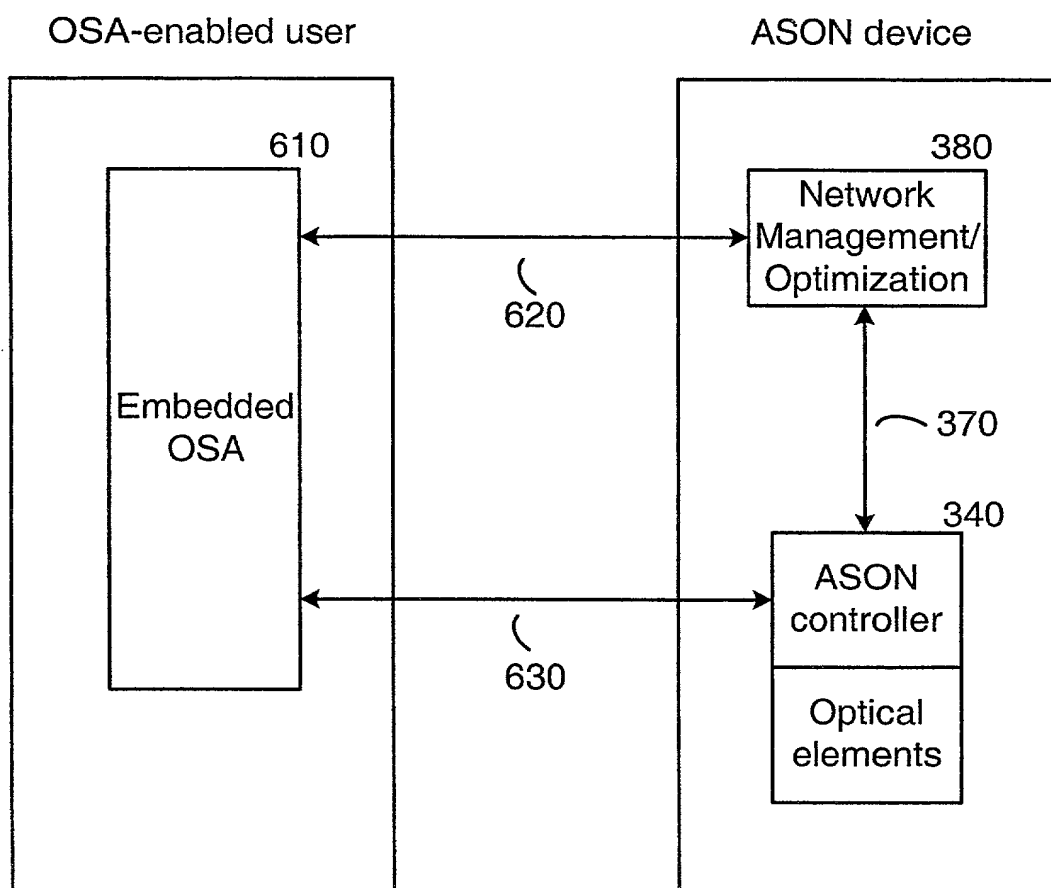 OSA-enabled user
ASON device
610
380
Network
Management/
Optimization
620
Embedded
OSA
370
340
ASON
controller
630
Optical
elements